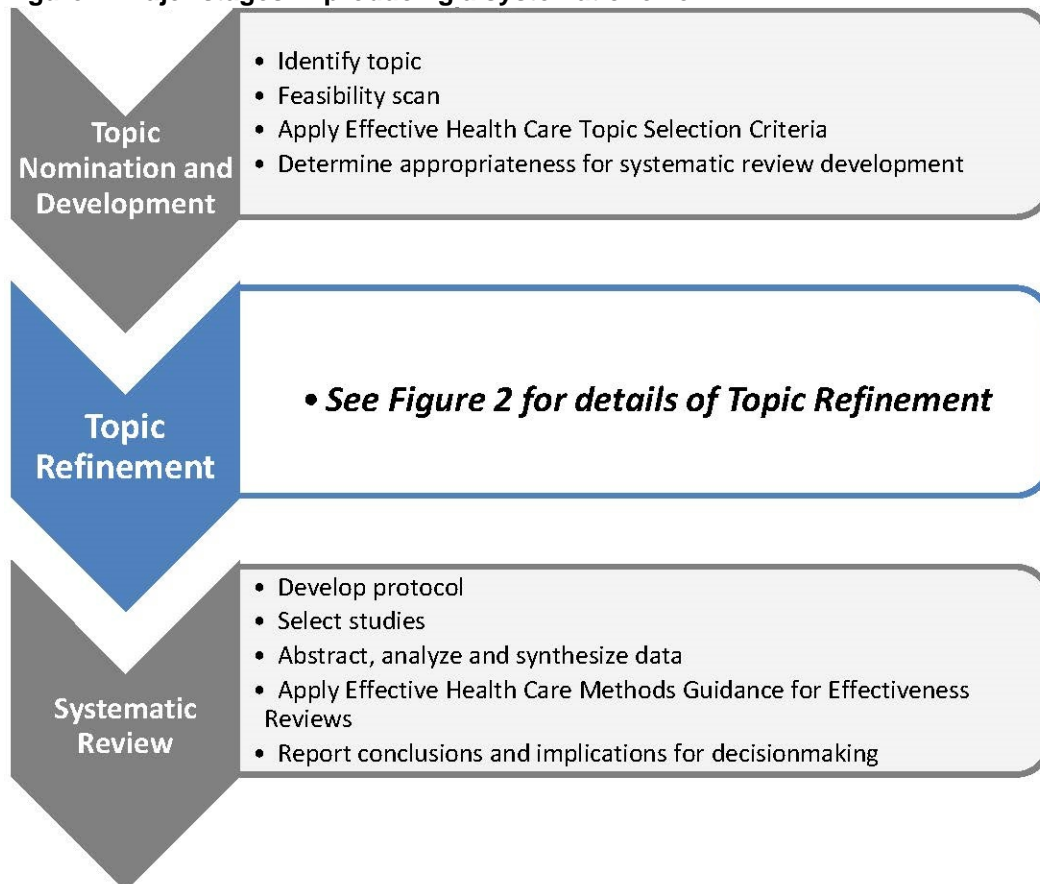 Topic
Nomination and
Development
• Identify topic
• Feasibility scan
• Apply Effective Health Care Topic Selection Criteria
• Determine appropriateness for systematic review development
Topic
Refinement
• See Figure 2 for details of Topic Refinement
Systematic
Review
• Develop protocol
• Select studies
• Abstract, analyze and synthesize data
• Apply Effective Health Care Methods Guidance for Effectiveness
Reviews
• Report conclusions and implications for decisionmaking